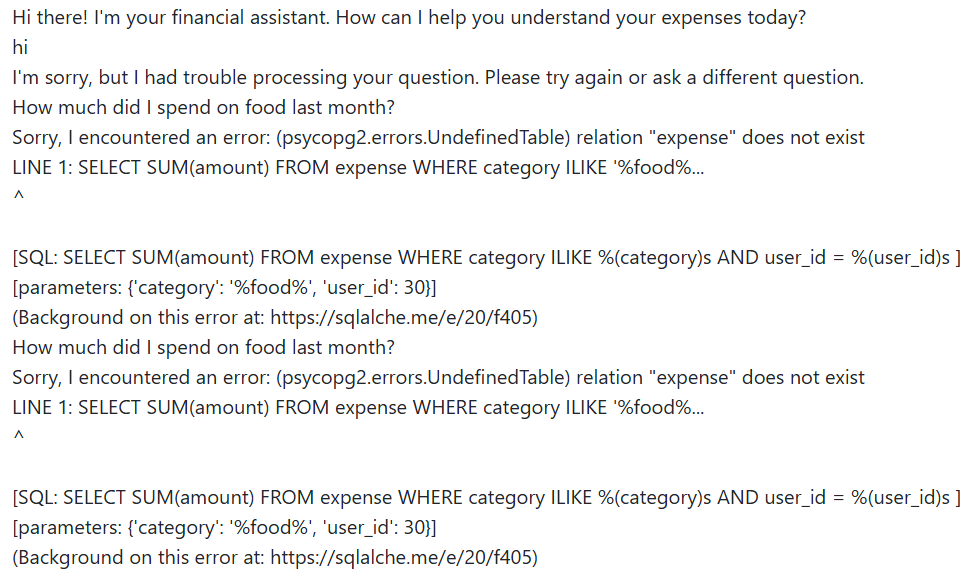 Hi there! I'm your financial assistant. How can I help you understand your expenses today?
hi
I'm sorry, but I had trouble processing your question. Please try again or ask a different question.
How much did I spend on food last month?
Sorry, I encountered an error: (psycopg2.errors.UndefinedTable) relation "expense" does not exist
LINE 1: SELECT SUM(amount) FROM expense WHERE category ILIKE '%food%...
^
[SQL: SELECT SUM(amount) FROM expense WHERE category ILIKE %(category)s AND user_id = %(user_id)s ]
[parameters: {'category': '%food%', 'user_id': 30}]
(Background on this error at: https://sqlalche.me/e/20/f405)
How much did I spend on food last month?
Sorry, I encountered an error: (psycopg2.errors.UndefinedTable) relation "expense" does not exist
LINE 1: SELECT SUM(amount) FROM expense WHERE category ILIKE '%food%...
^
[SQL: SELECT SUM(amount) FROM expense WHERE category ILIKE %(category)s AND user_id = %(user_id)s ]
[parameters: {'category': '%food%', 'user_id': 30}]
(Background on this error at: https://sqlalche.me/e/20/f405)